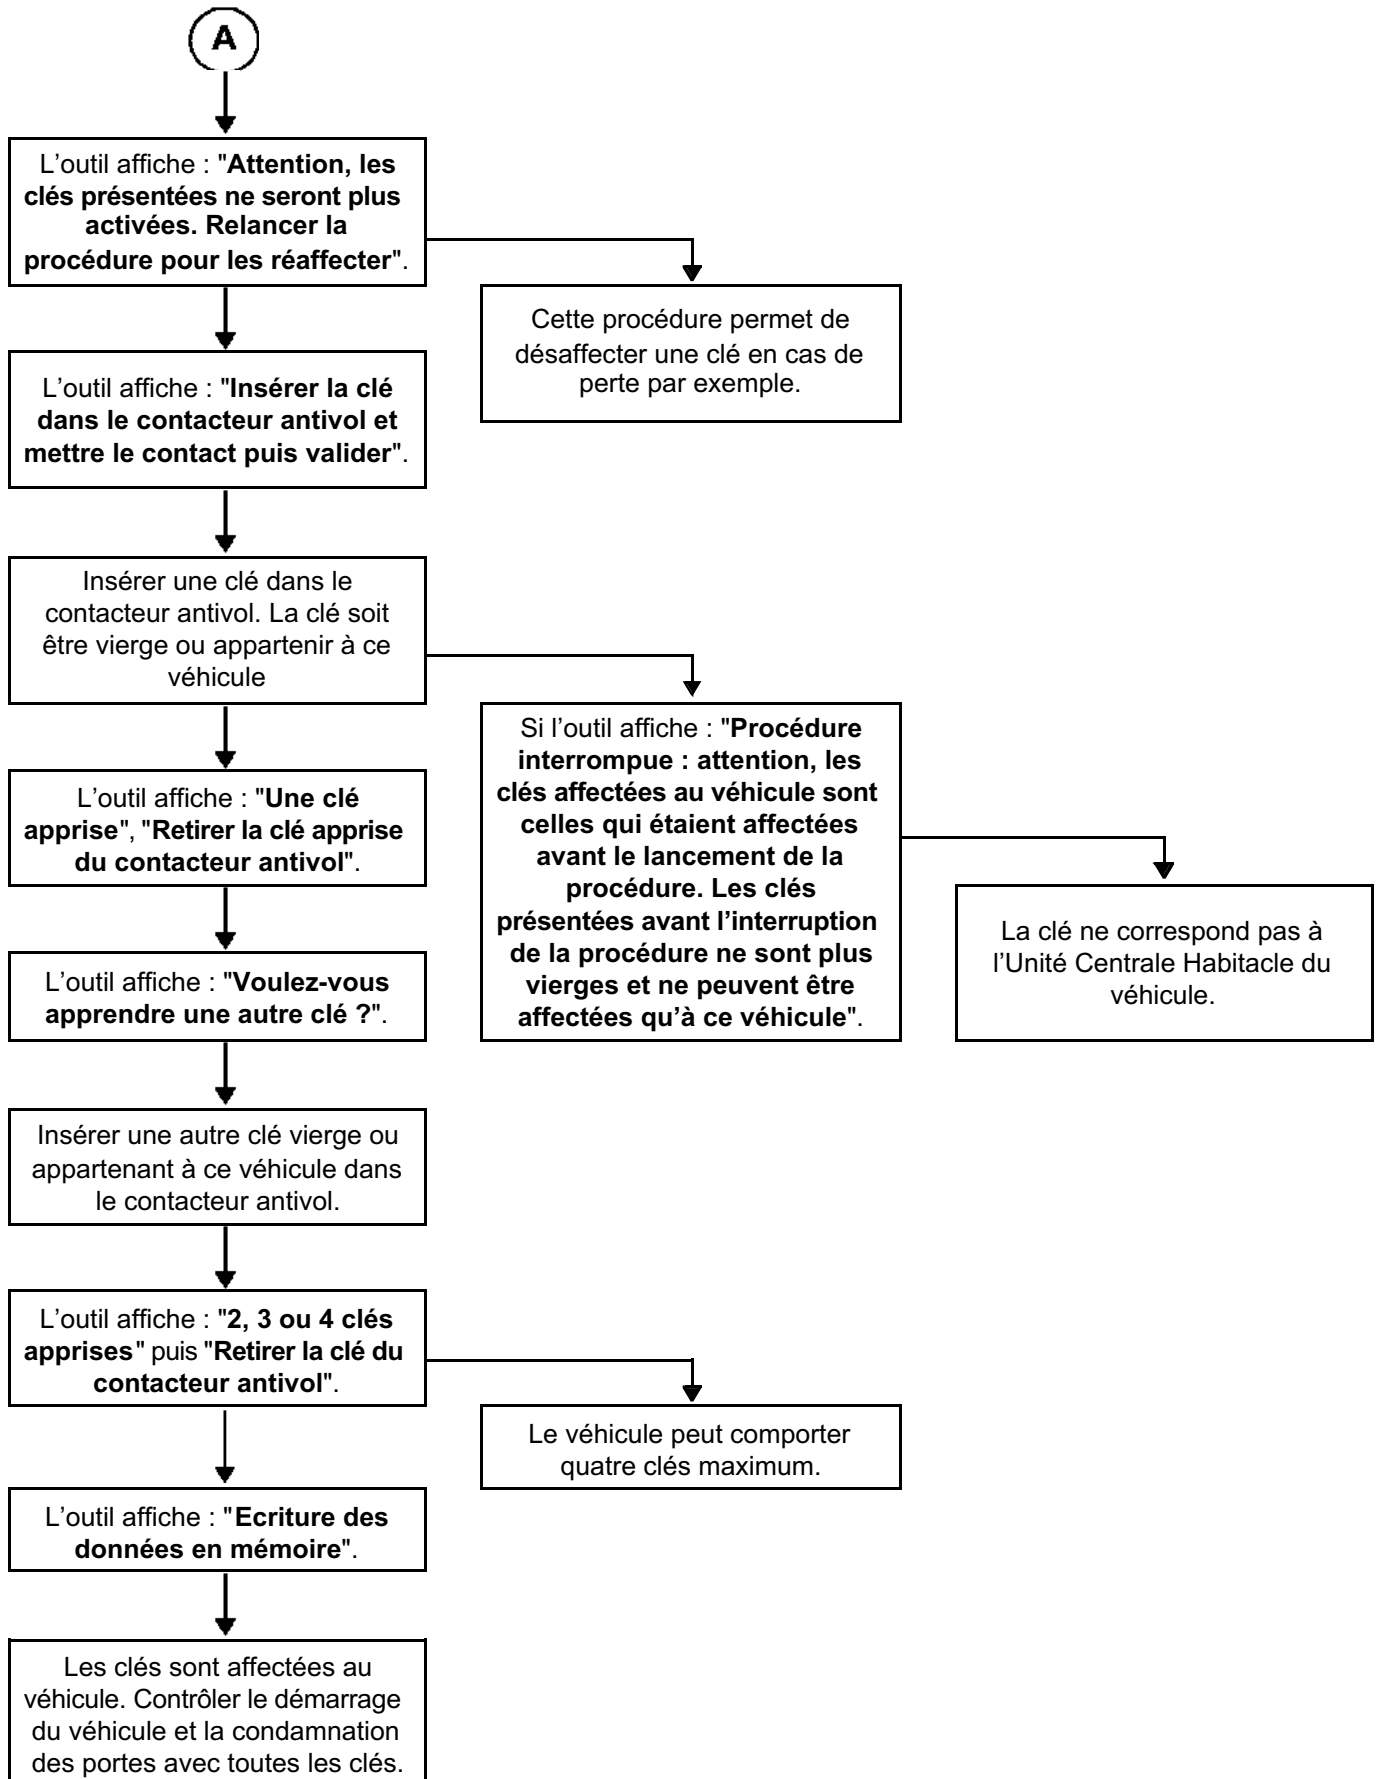 A
L'outil affiche : "Attention, les
clés présentées ne seront plus
activées. Relancer la
procédure pour les réaffecter".
Cette procédure permet de
désaffecter une clé en cas de
perte par exemple.
L'outil affiche : "Insérer la clé
dans le contacteur antivol et
mettre le contact puis valider".
Insérer une clé dans le
contacteur antivol. La clé soit
être vierge ou appartenir à ce
véhicule
Si l'outil affiche : "Procédure
interrompue : attention, les
clés affectées au véhicule sont
celles qui étaient affectées
avant le lancement de la
procédure. Les clés
présentées avant l'interruption
de la procédure ne sont plus
vierges et ne peuvent être
affectées qu'à ce véhicule".
La clé ne correspond pas à
l'Unité Centrale Habitacle du
véhicule.
L'outil affiche : "Une clé
apprise", "Retirer la clé apprise
du contacteur antivol".
L'outil affiche : "Voulez-vous
apprendre une autre clé ?".
Insérer une autre clé vierge ou
appartenant à ce véhicule dans
le contacteur antivol.
L'outil affiche : "2, 3 ou 4 clés
apprises" puis "Retirer la clé du
contacteur antivol".
Le véhicule peut comporter
quatre clés maximum.
L'outil affiche : "Ecriture des
données en mémoire".
Les clés sont affectées au
véhicule. Contrôler le démarrage
du véhicule et la condamnation
des portes avec toutes les clés.